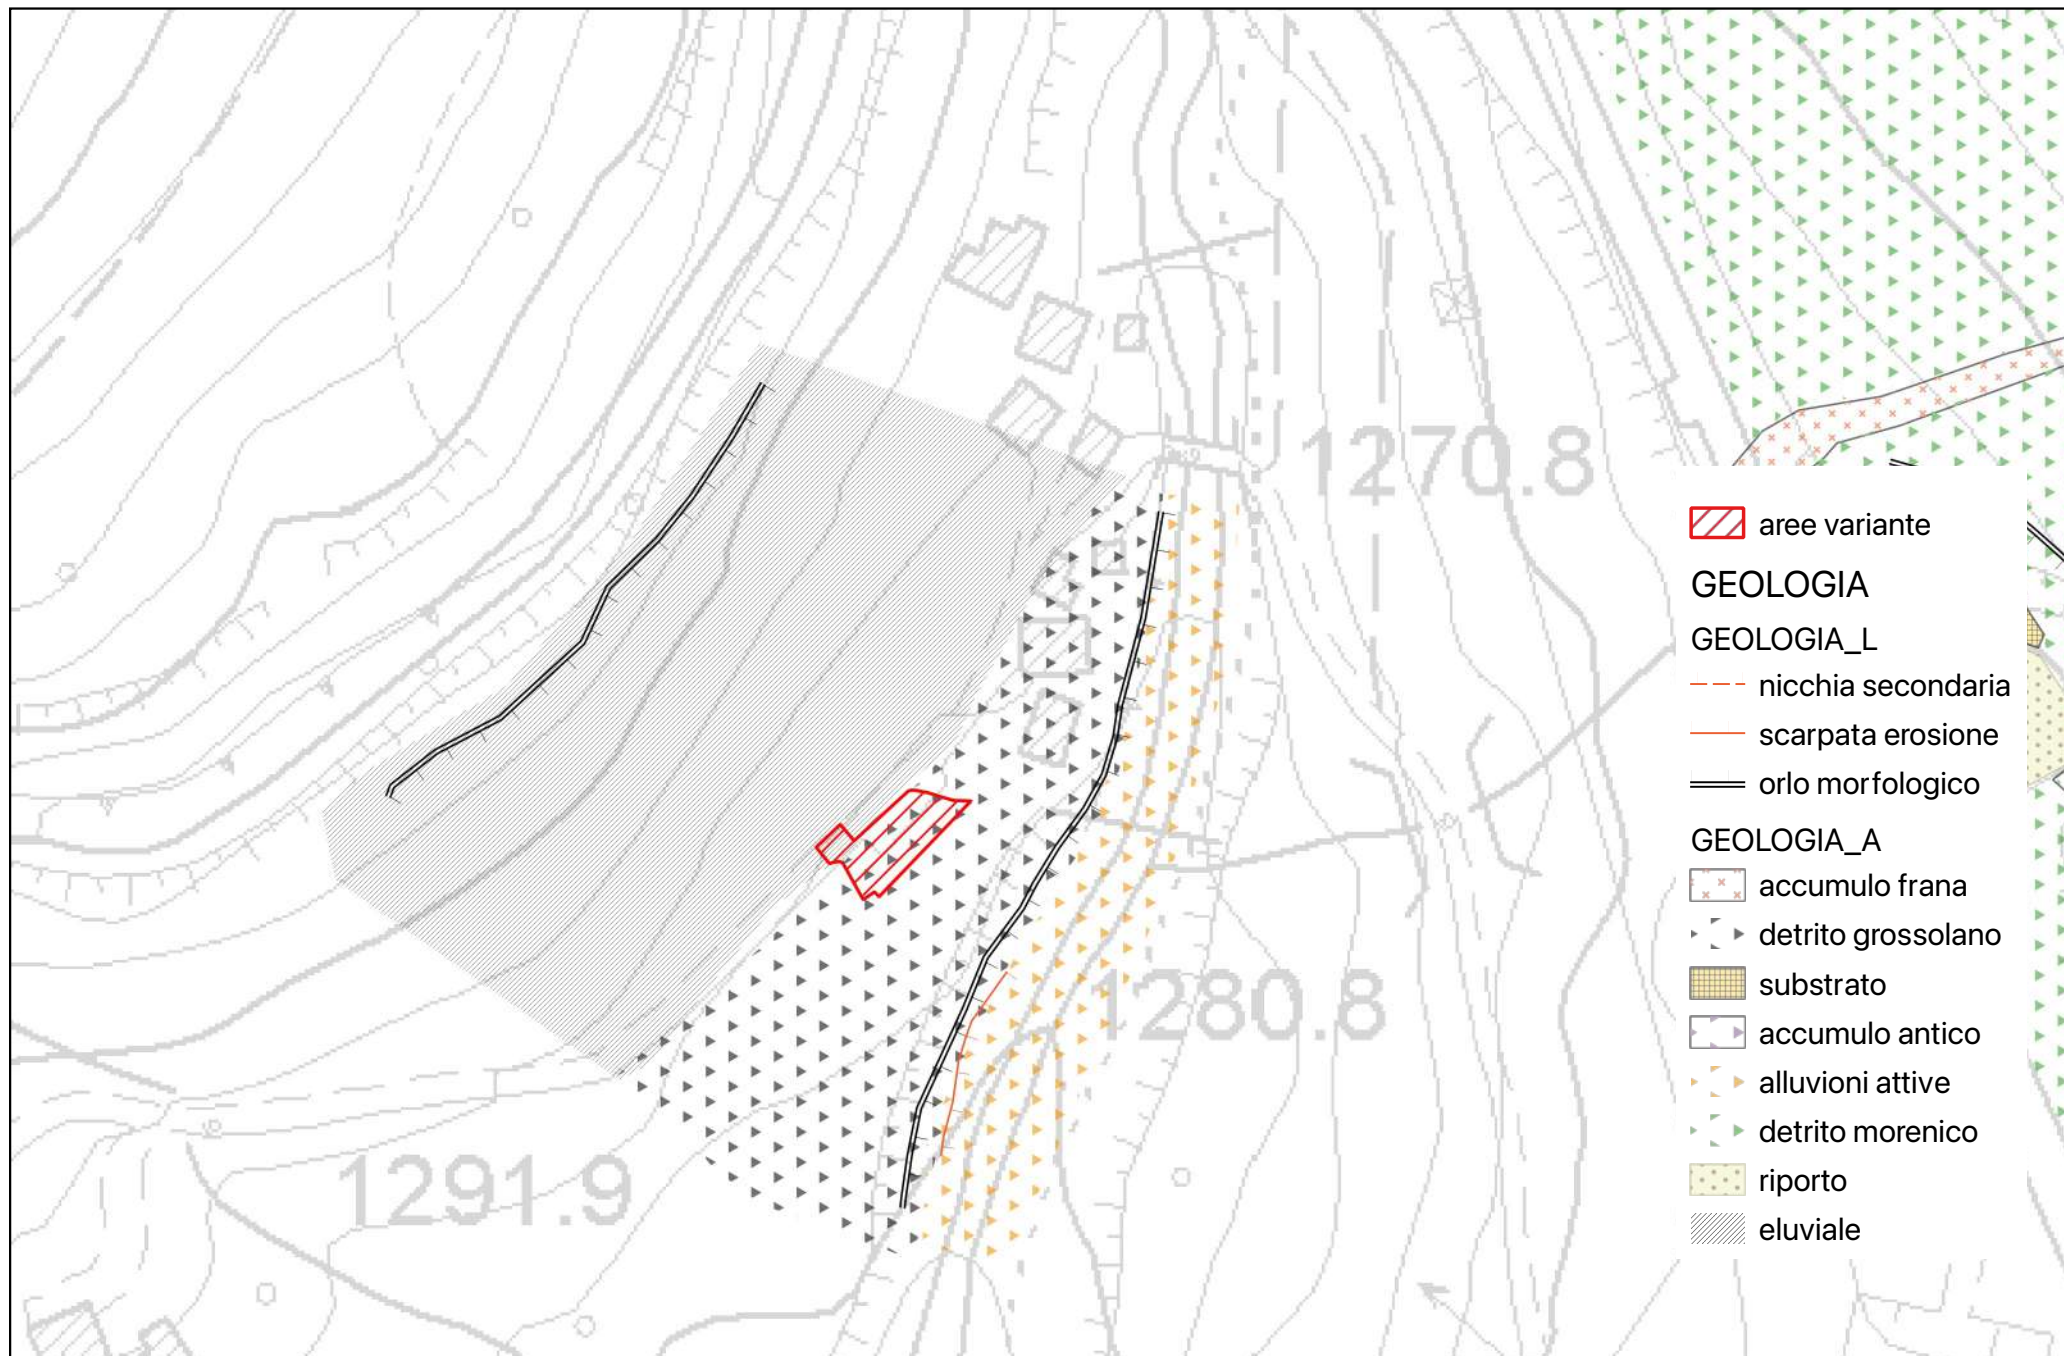 1270.8
aree variante
GEOLOGIA
GEOLOGIA_L
nicchia secondaria
scarpata erosione
orlo morfologico
GEOLOGIA_A
accumulo frana
detrito grossolano
substrato
1280.8
accumulo antico
alluvioni attive
detrito morenico
1291.9
riporto
eluviale